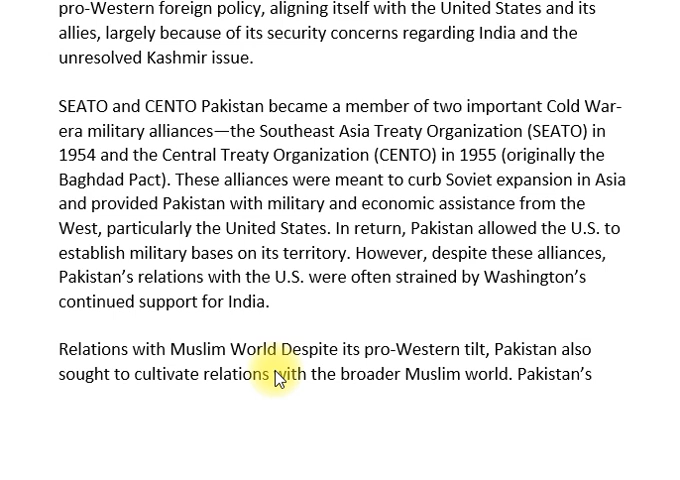 pro-Western foreign policy, aligning itself with the United States and its
allies, largely because of its security concerns regarding India and the
unresolved Kashmir issue.
SEATO and CENTO Pakistan became a member of two important Cold War-
era military alliances—the Southeast Asia Treaty Organization (SEATO) in
1954 and the Central Treaty Organization (CENTO) in 1955 (originally the
Baghdad Pact). These alliances were meant to curb Soviet expansion in Asia
and provided Pakistan with military and economic assistance from the
West, particularly the United States. In return, Pakistan allowed the U.S. to
establish military bases on its territory. However, despite these alliances,
Pakistan’s relations with the U.S. were often strained by Washington’s
continued support for India.
Relations with Muslim World Despite its pro-Western tilt, Pakistan also
sought to cultivate relations with the broader Muslim world. Pakistan’s